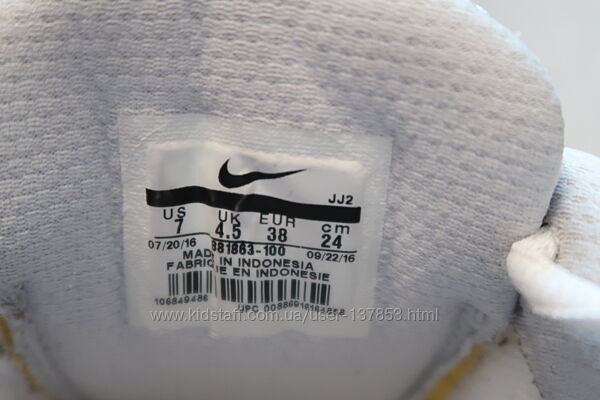 JJ2
US UK EUR cm
7 4.5 38 24
07/20/16 881863-100 09/22/16
MADE IN INDONESIA
FABRIQUE EN INDONESIE
106849486
UPC
www.kidstaff.com.ua/user-137853.html